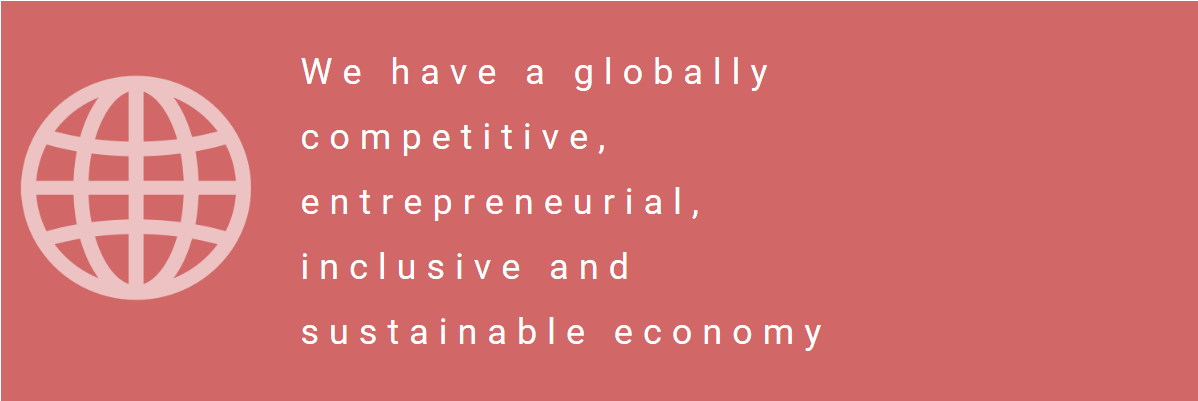 We have a globally
competitive,
entrepreneurial,
inclusive and
sustainable economy